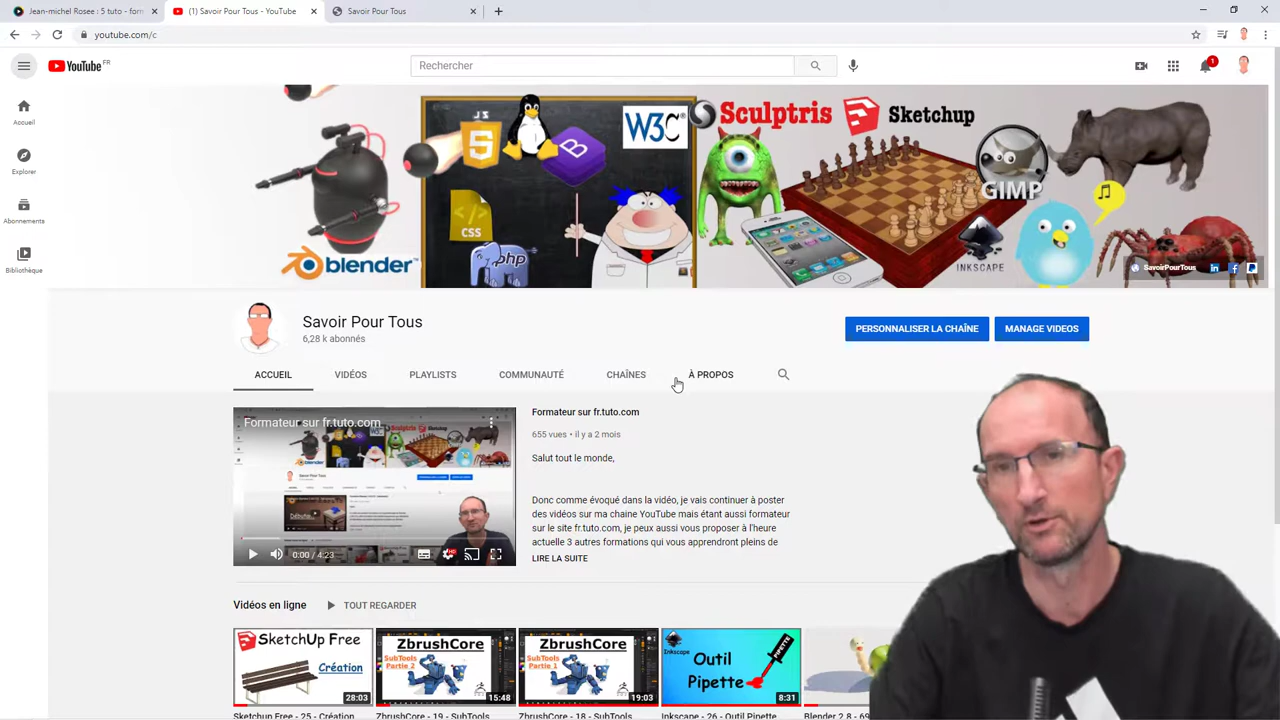 Jean-michel Rosee : 5 tuto - form
(1) Savoir Pour Tous - YouTube
Savoir Pour Tous
youtube.com/c
YouTube FR
Rechercher
1
Accueil
Explorer
Abonnements
Bibliothèque
JS
5
CSS
php
B
W3C
blender
Sculptris
Sketchup
GIMP
INKSCAPE
SavoirPourTous
Savoir Pour Tous
6,28 k abonnés
PERSONNALISER LA CHAÎNE
MANAGE VIDEOS
ACCUEIL
VIDÉOS
PLAYLISTS
COMMUNAUTÉ
CHAÎNES
À PROPOS
Formateur sur fr.tuto.com
HD
0:00 / 4:23
Formateur sur fr.tuto.com
655 vues • il y a 2 mois
Salut tout le monde,
Donc comme évoqué dans la vidéo, je vais continuer à poster
des vidéos sur ma chaine YouTube mais étant aussi formateur
sur le site fr.tuto.com, je peux aussi vous proposer à l'heure
actuelle 3 autres formations qui vous apprendront pleins de
LIRE LA SUITE
Vidéos en ligne
TOUT REGARDER
SketchUp Free
Création
28:03
ZbrushCore
SubTools
Partie 2
15:48
ZbrushCore
SubTools
Partie 1
19:03
Inkscape
Outil
Pipette
PIPETTE
8:31
Sketchup Free - 25 - Création
ZbrushCore - 19 - SubTools
ZbrushCore - 18 - SubTools
Inkscape - 26 - Outil Pipette
Blender 2.8 - 69